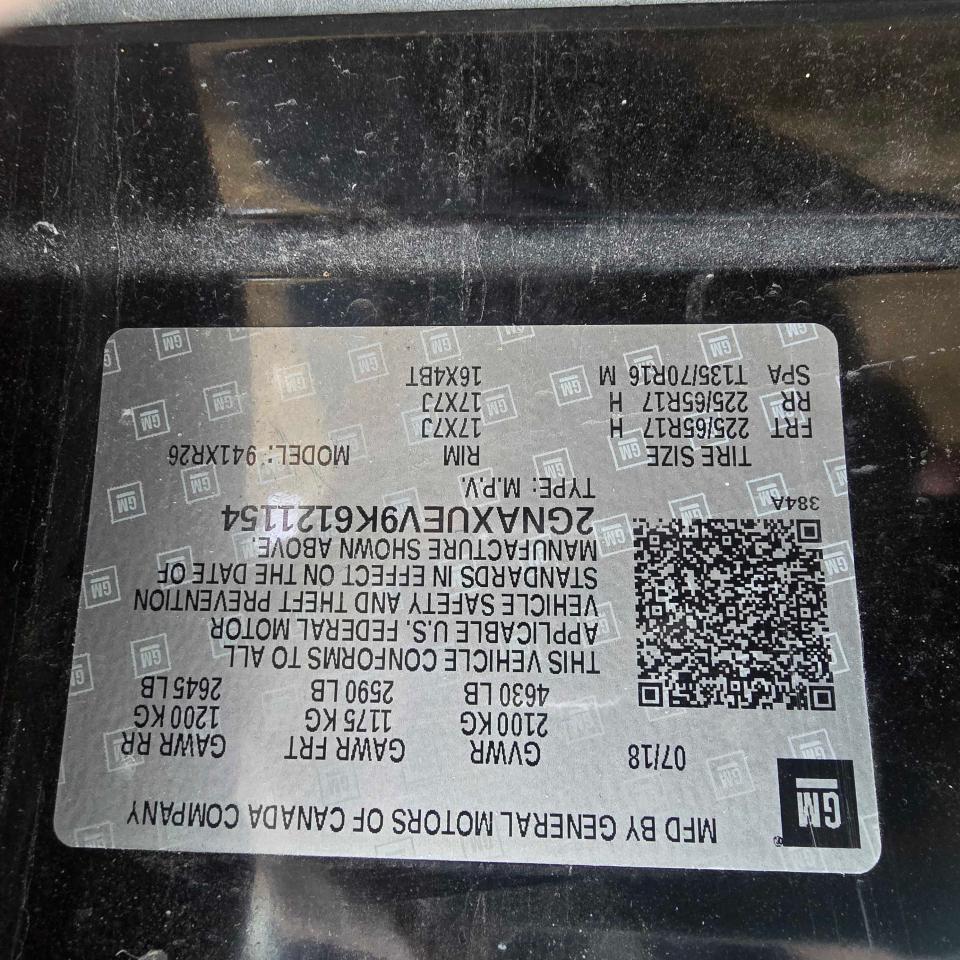 GM
MFD BY GENERAL MOTORS OF CANADA COMPANY
07/18
GVWR GAWR FRT GAWR RR
2100 KG 1175 KG 1200 KG
4630 LB 2590 LB 2645 LB
THIS VEHICLE CONFORMS TO ALL
APPLICABLE U.S. FEDERAL MOTOR
VEHICLE SAFETY AND THEFT PREVENTION
STANDARDS IN EFFECT ON THE DATE OF
MANUFACTURE SHOWN ABOVE.
2GNAXUEV9K6121154
384A
TYPE: M.P.V.
TIRE SIZE RIM MODEL: 941XR26
FRT 225/65R17 H 17X7J
RR 225/65R17 H 17X7J
SPA T135/70R16 M 16X4BT